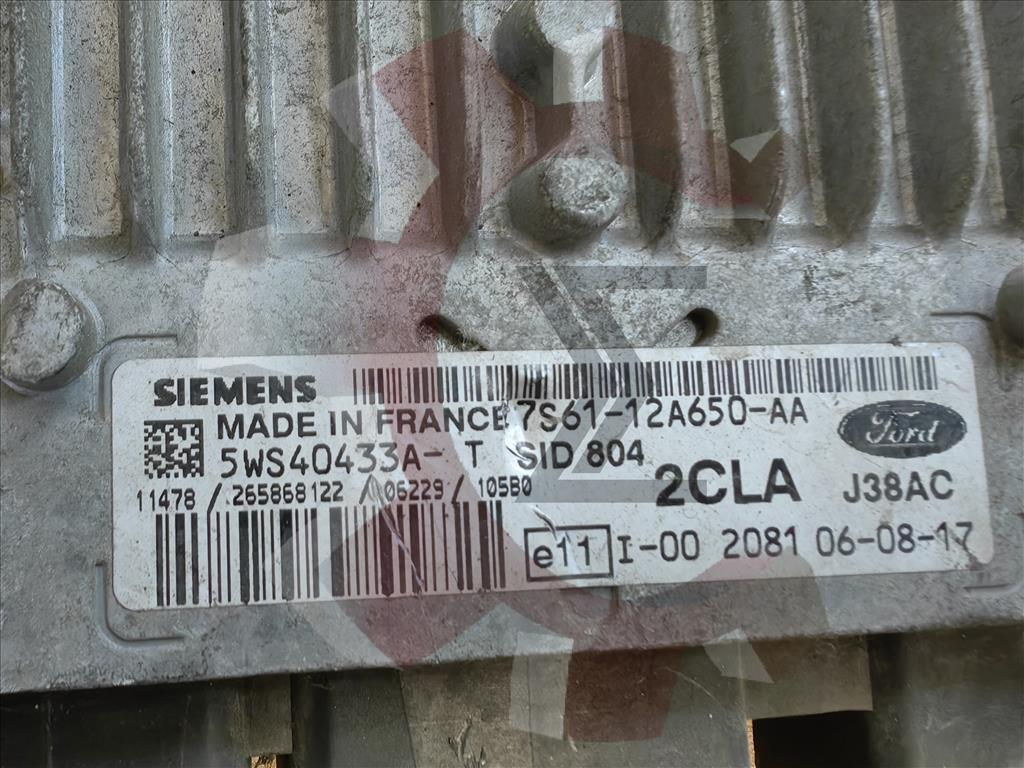 SIEMENS
MADE IN FRANCE 7S61-12A650-AA
5WS40433A- T SID 804
Ford
11478 / 265868122 / 06229 / 105B0
2CLA J38AC
e11 I-00 2081 06-08-17